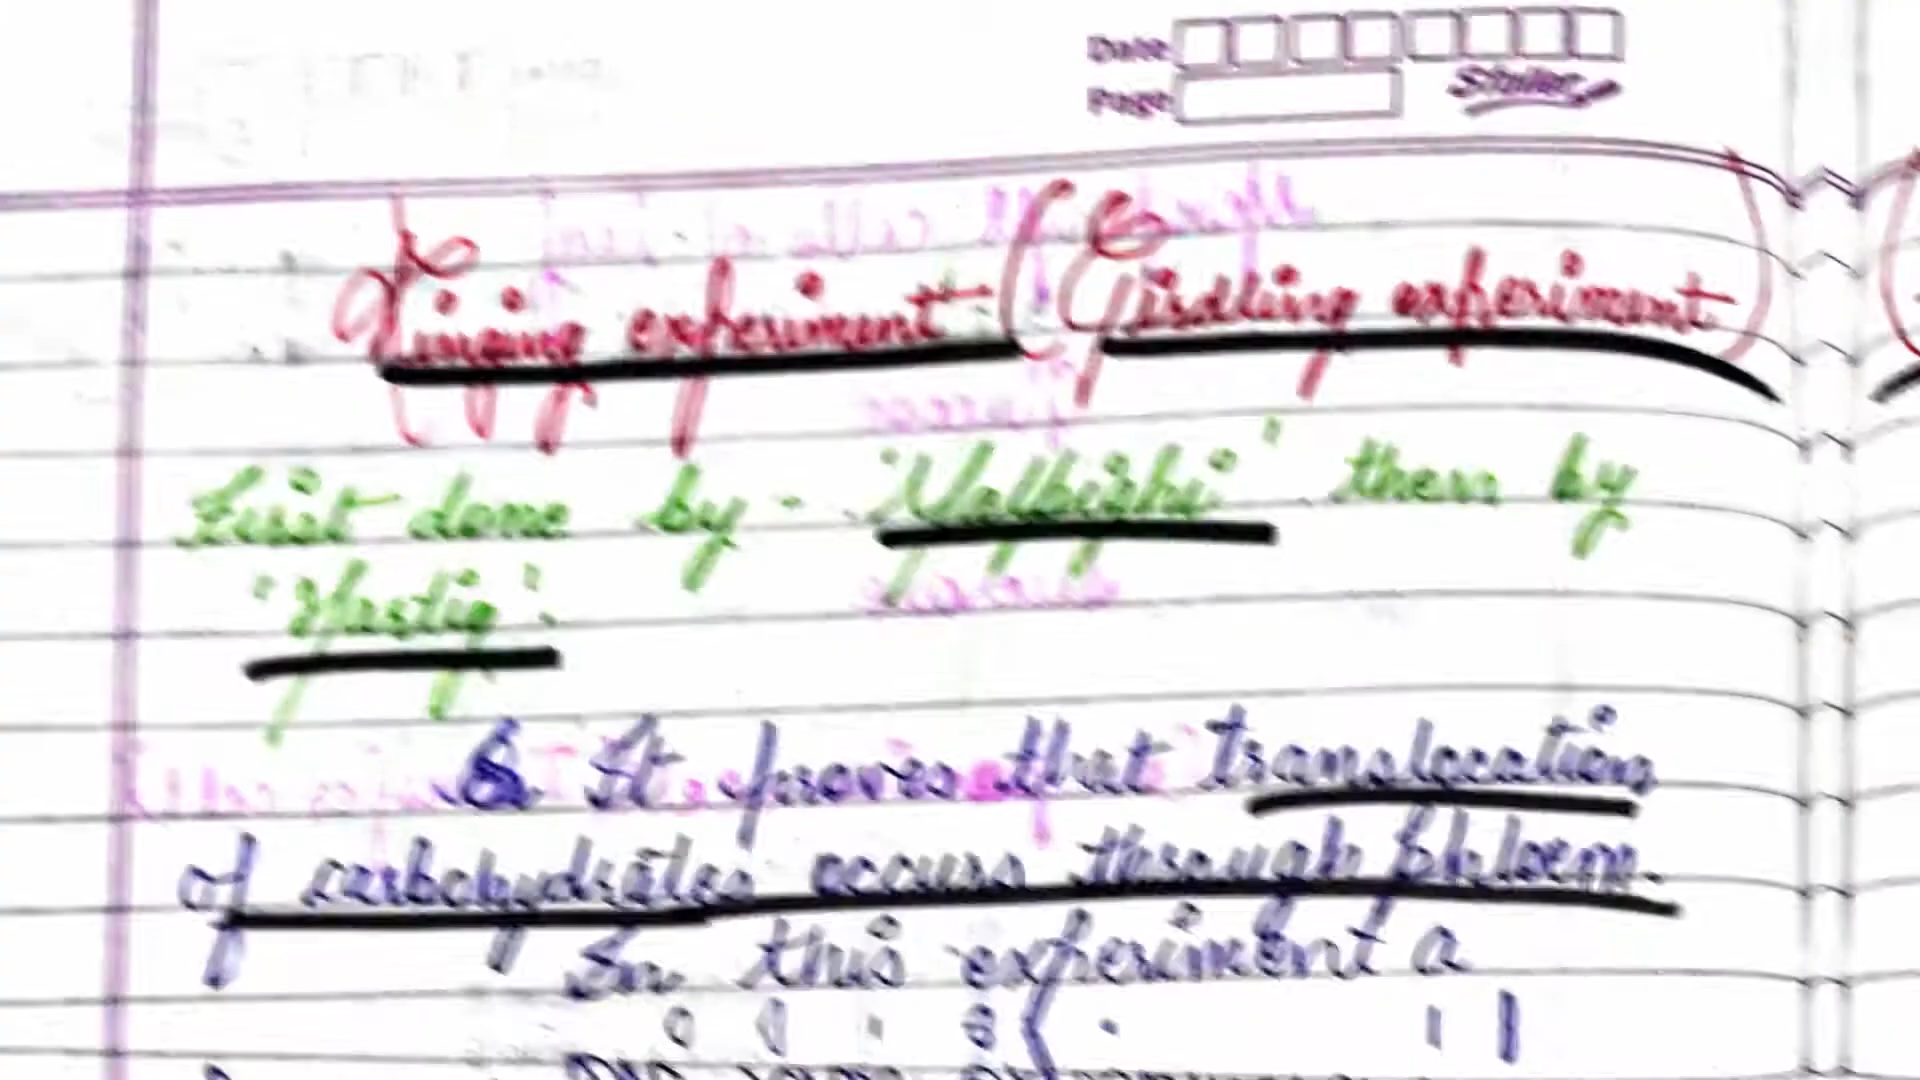 Date
Page
Ringing experiment (Girdling experiment)
First done by - 'Malpighi' then by
'Hastig'.
It proves that translocation
of carbohydrates occurs through phloem.
In this experiment a